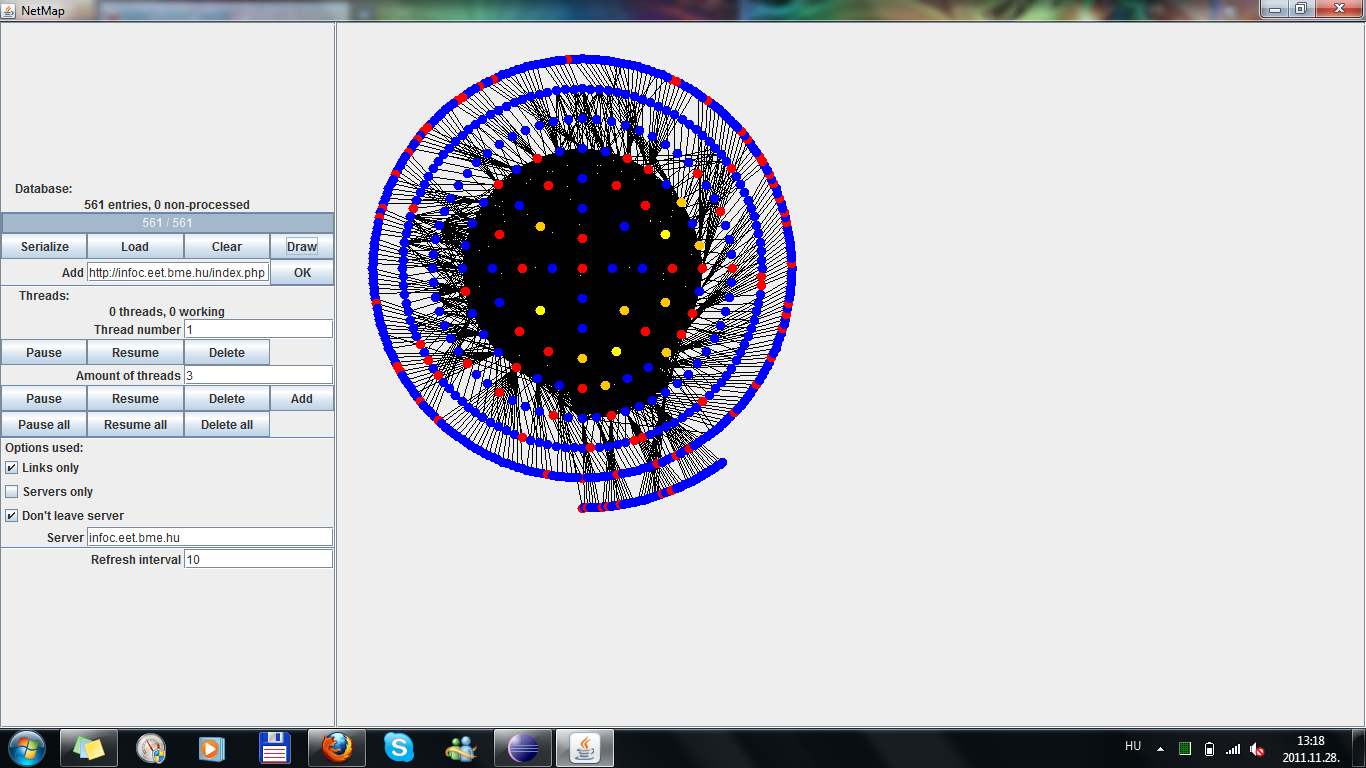 NetMap
Database:
561 entries, 0 non-processed
561 / 561
Serialize Load Clear Draw
Add http://infoc.eet.bme.hu/index.php OK
Threads:
0 threads, 0 working
Thread number 1
Pause Resume Delete
Amount of threads 3
Pause Resume Delete Add
Pause all Resume all Delete all
Options used:
Links only
Servers only
Don't leave server
Server infoc.eet.bme.hu
Refresh interval 10
HU 13:18
2011.11.28.